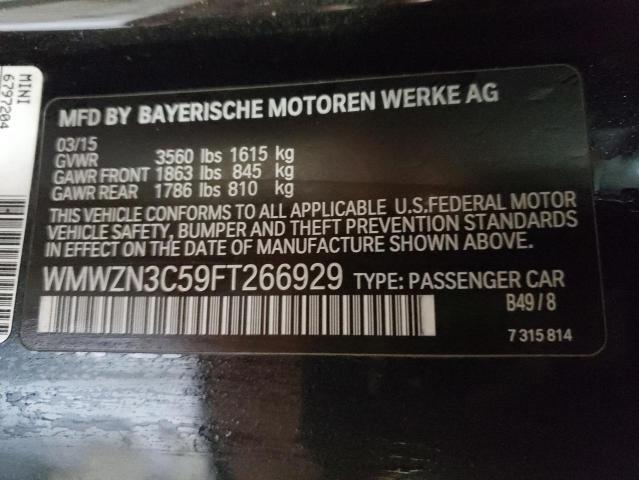 MINI
6797204
MFD BY BAYERISCHE MOTOREN WERKE AG
03/15
GVWR 3560 lbs 1615 kg
GAWR FRONT 1863 lbs 845 kg
GAWR REAR 1786 lbs 810 kg
THIS VEHICLE CONFORMS TO ALL APPLICABLE U.S.FEDERAL MOTOR
VEHICLE SAFETY, BUMPER AND THEFT PREVENTION STANDARDS
IN EFFECT ON THE DATE OF MANUFACTURE SHOWN ABOVE.
WMWZN3C59FT266929 TYPE: PASSENGER CAR
B49/8
7 315 814